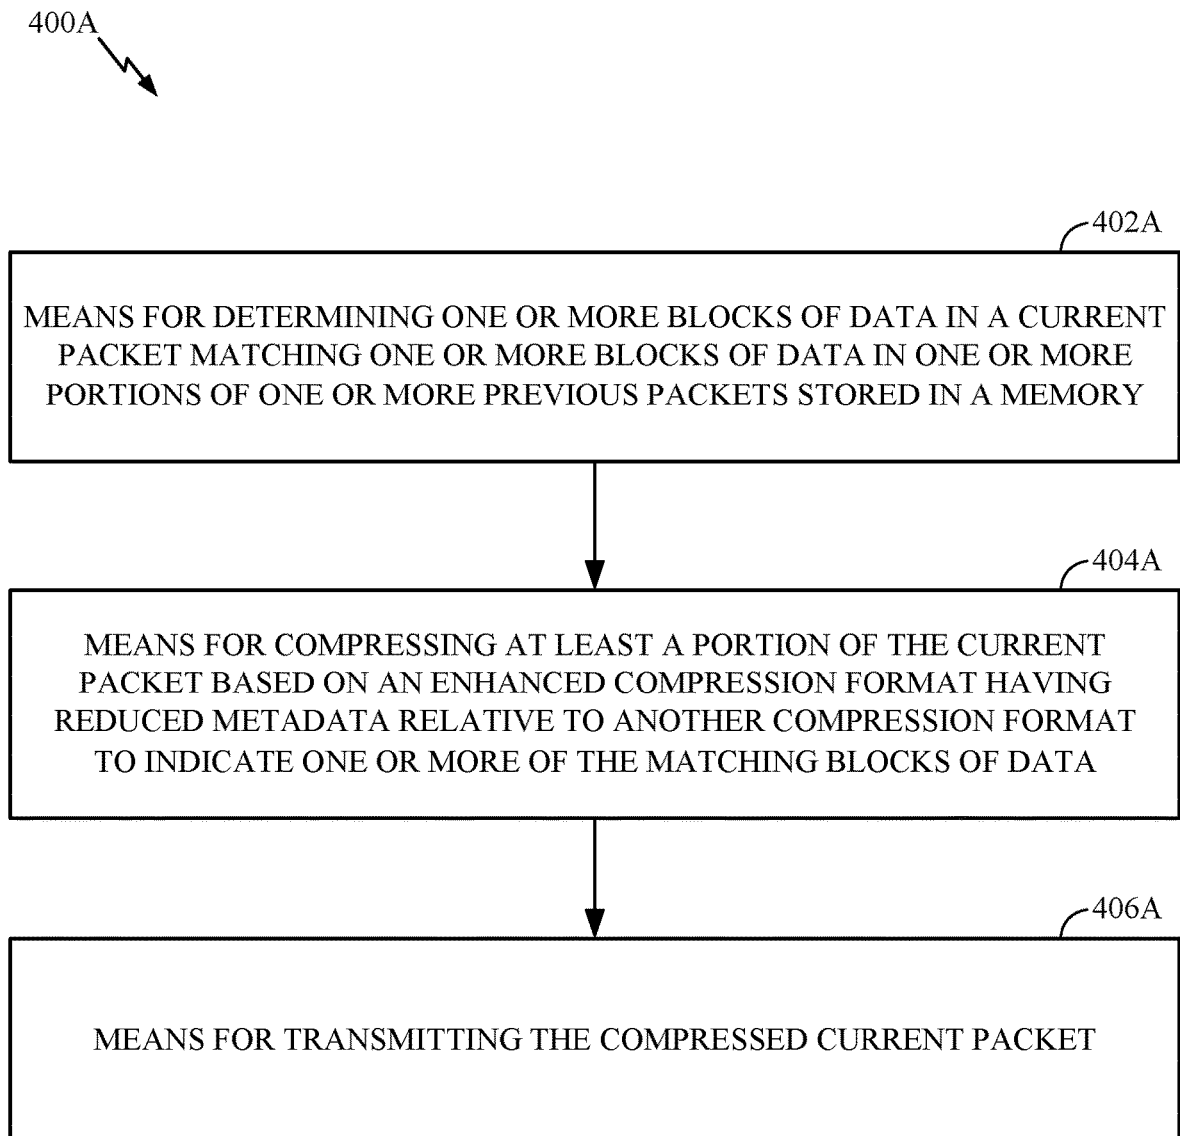 400A
402A
MEANS FOR DETERMINING ONE OR MORE BLOCKS OF DATA IN A CURRENT
PACKET MATCHING ONE OR MORE BLOCKS OF DATA IN ONE OR MORE
PORTIONS OF ONE OR MORE PREVIOUS PACKETS STORED IN A MEMORY
404A
MEANS FOR COMPRESSING AT LEAST A PORTION OF THE CURRENT
PACKET BASED ON AN ENHANCED COMPRESSION FORMAT HAVING
REDUCED METADATA RELATIVE TO ANOTHER COMPRESSION FORMAT
TO INDICATE ONE OR MORE OF THE MATCHING BLOCKS OF DATA
406A
MEANS FOR TRANSMITTING THE COMPRESSED CURRENT PACKET